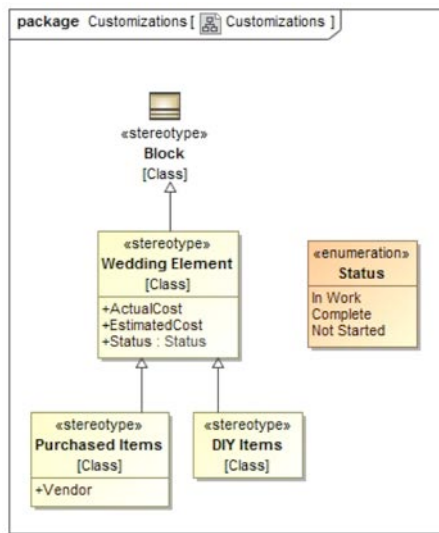 package Customizations [ Customizations ]
«stereotype»
Block
[Class]
«stereotype»
Wedding Element
[Class]
+ActualCost
+EstimatedCost
+Status : Status
«enumeration»
Status
In Work
Complete
Not Started
«stereotype»
Purchased Items
[Class]
+Vendor
«stereotype»
DIY Items
[Class]